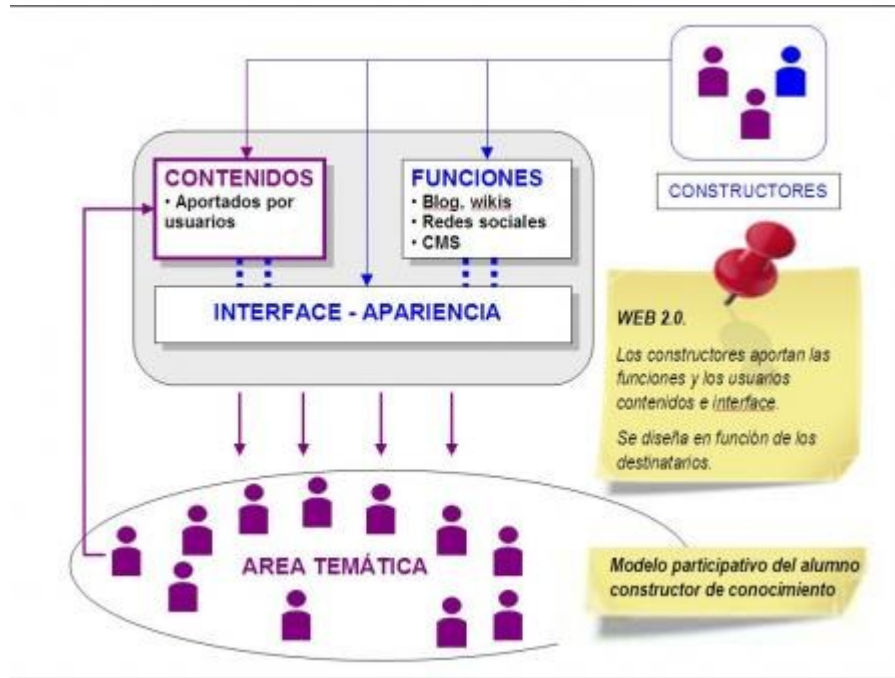 CONTENIDOS
• Aportados por
usuarios
FUNCIONES
• Blog, wikis
• Redes sociales
• CMS
CONSTRUCTORES
INTERFACE - APARIENCIA
WEB 2.0.
Los constructores aportan las
funciones y los usuarios
contenidos e interface.
Se diseña en función de los
destinatarios.
AREA TEMÁTICA
Modelo participativo del alumno
constructor de conocimiento